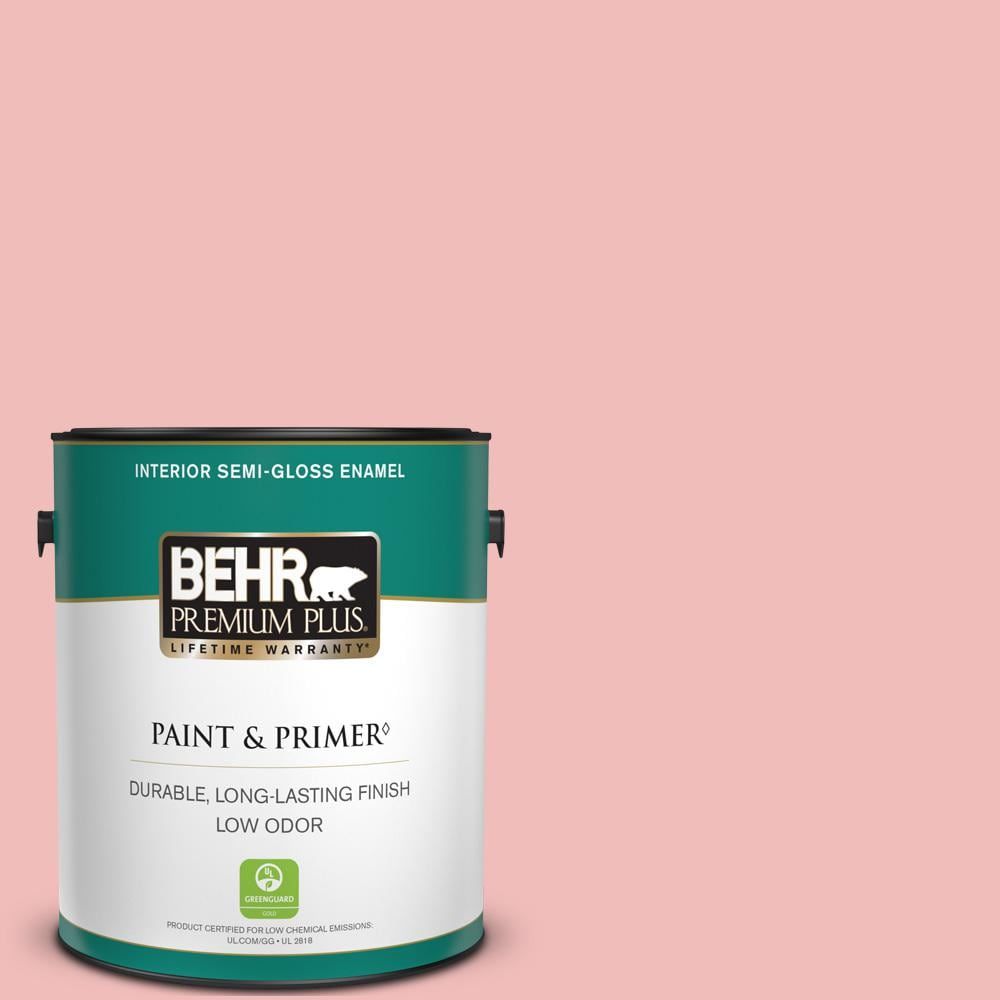 INTERIOR SEMI-GLOSS ENAMEL
BEHR
PREMIUM PLUS®
LIFETIME WARRANTY*
PAINT & PRIMER◊
DURABLE, LONG-LASTING FINISH
LOW ODOR
UL
GREENGUARD
GOLD
PRODUCT CERTIFIED FOR LOW CHEMICAL EMISSIONS:
UL.COM/GG • UL 2818